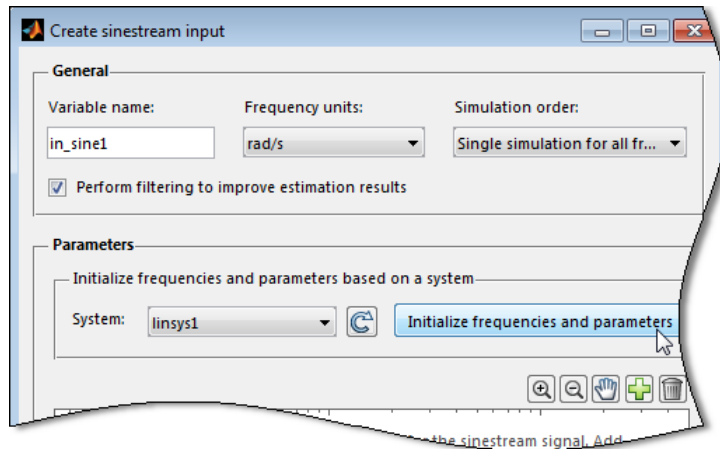 Create sinestream input
General
Variable name: Frequency units: Simulation order:
in_sine1 rad/s Single simulation for all fr...
Perform filtering to improve estimation results
Parameters
Initialize frequencies and parameters based on a system
System: linsys1 Initialize frequencies and parameters
the sinestream signal. Add